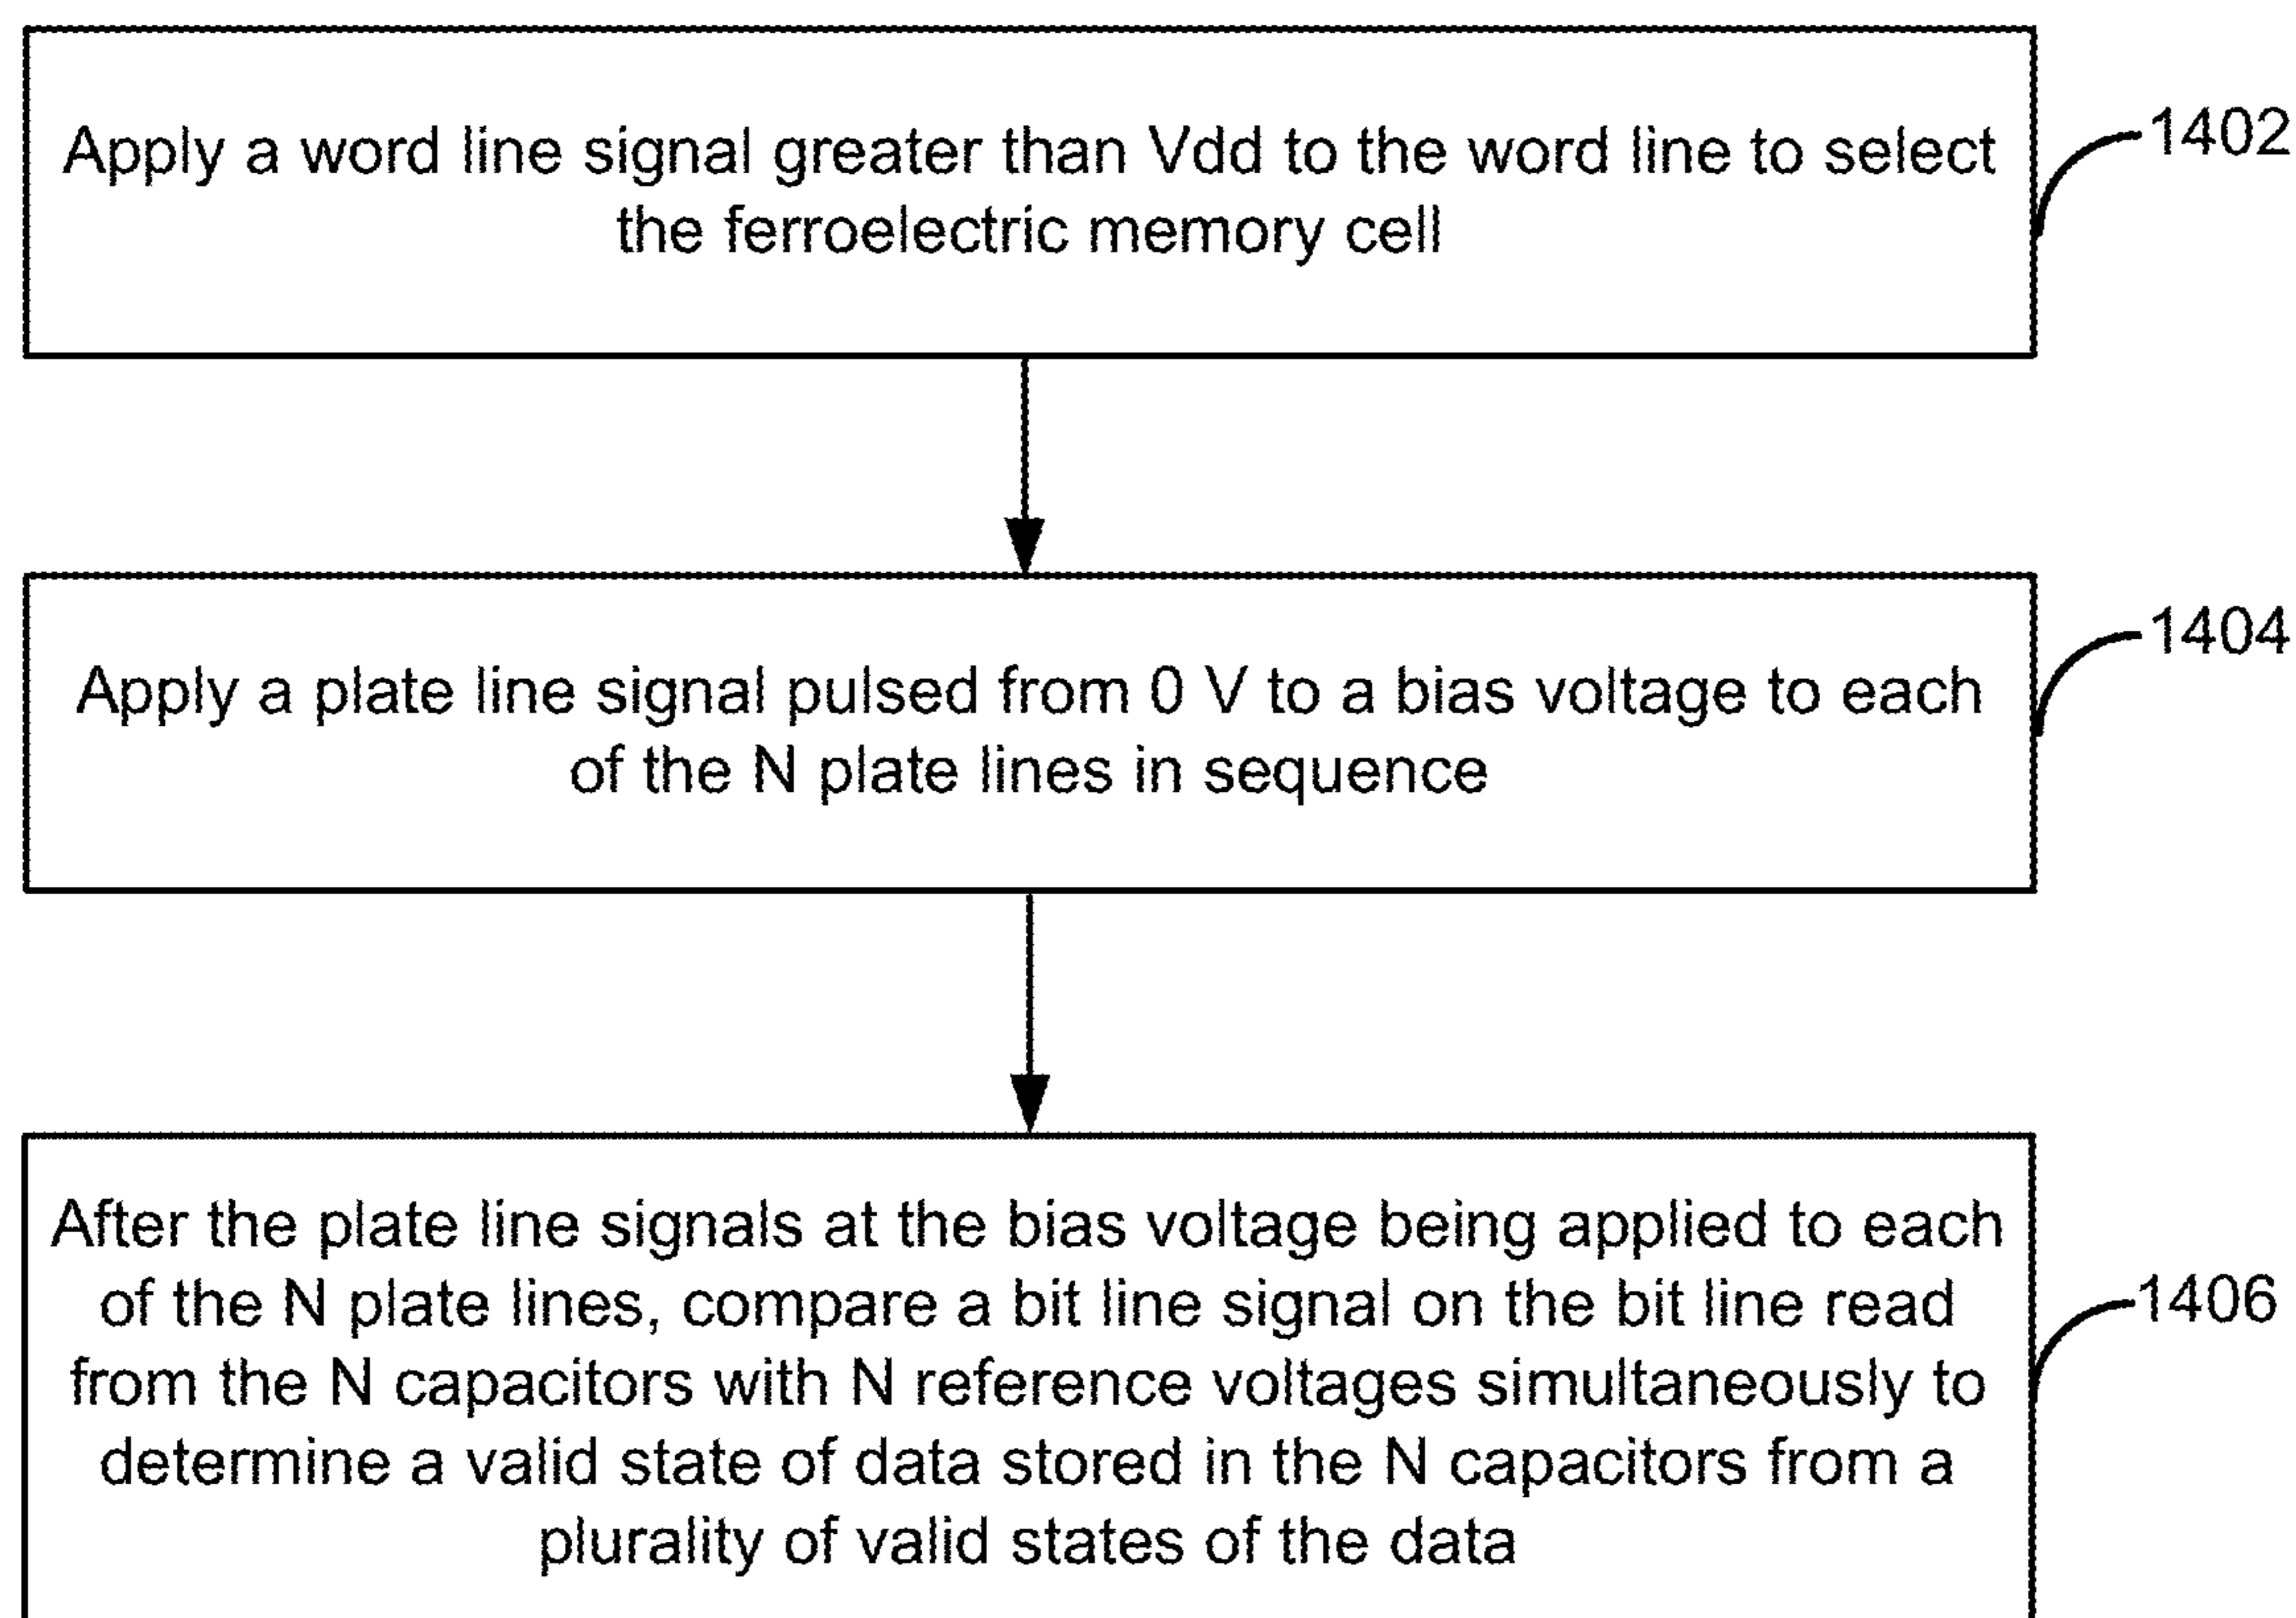 Apply a word line signal greater than Vdd to the word line to select
the ferroelectric memory cell
1402
Apply a plate line signal pulsed from 0 V to a bias voltage to each
of the N plate lines in sequence
1404
After the plate line signals at the bias voltage being applied to each
of the N plate lines, compare a bit line signal on the bit line read
from the N capacitors with N reference voltages simultaneously to
determine a valid state of data stored in the N capacitors from a
plurality of valid states of the data
1406